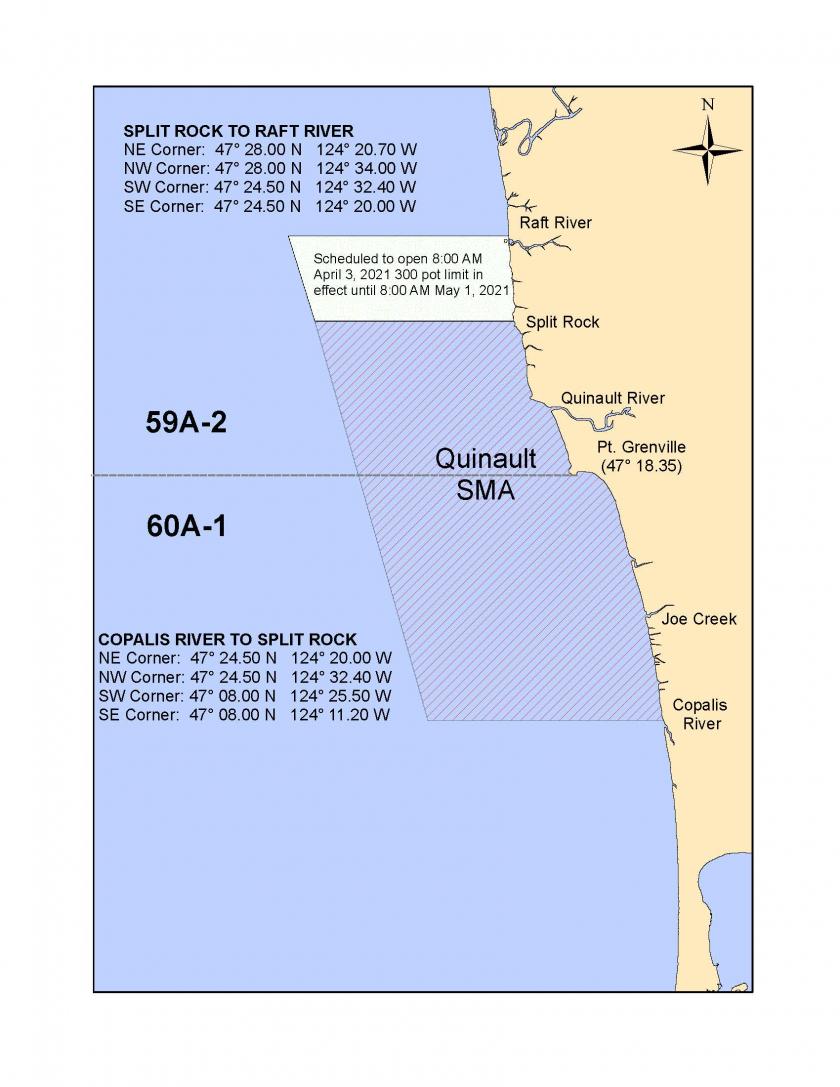 N
SPLIT ROCK TO RAFT RIVER
NE Corner: 47° 28.00 N 124° 20.70 W
NW Corner: 47° 28.00 N 124° 34.00 W
SW Corner: 47° 24.50 N 124° 32.40 W
SE Corner: 47° 24.50 N 124° 20.00 W
Raft River
Scheduled to open 8:00 AM
April 3, 2021 300 pot limit in
effect until 8:00 AM May 1, 2021
Split Rock
Quinault River
59A-2
Pt. Grenville
(47° 18.35)
Quinault
SMA
60A-1
Joe Creek
COPALIS RIVER TO SPLIT ROCK
NE Corner: 47° 24.50 N 124° 20.00 W
NW Corner: 47° 24.50 N 124° 32.40 W
SW Corner: 47° 08.00 N 124° 25.50 W
SE Corner: 47° 08.00 N 124° 11.20 W
Copalis
River